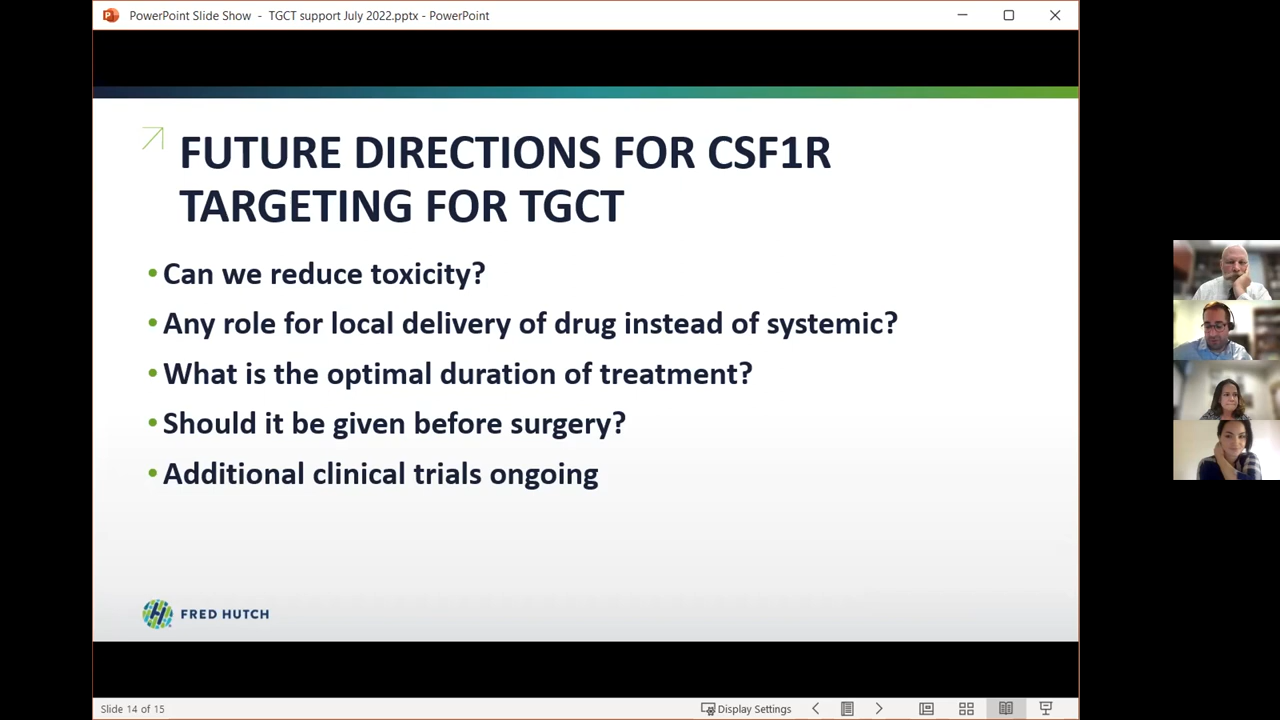 PowerPoint Slide Show - TGCT support July 2022.pptx - PowerPoint
FUTURE DIRECTIONS FOR CSF1R
TARGETING FOR TGCT
• Can we reduce toxicity?
• Any role for local delivery of drug instead of systemic?
• What is the optimal duration of treatment?
• Should it be given before surgery?
• Additional clinical trials ongoing
FRED HUTCH
Slide 14 of 15
Display Settings